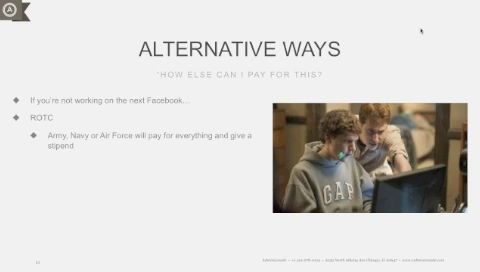 A
ALTERNATIVE WAYS
"HOW ELSE CAN I PAY FOR THIS?
If you're not working on the next Facebook...
ROTC
Army, Navy or Air Force will pay for everything and give a
stipend
GAP